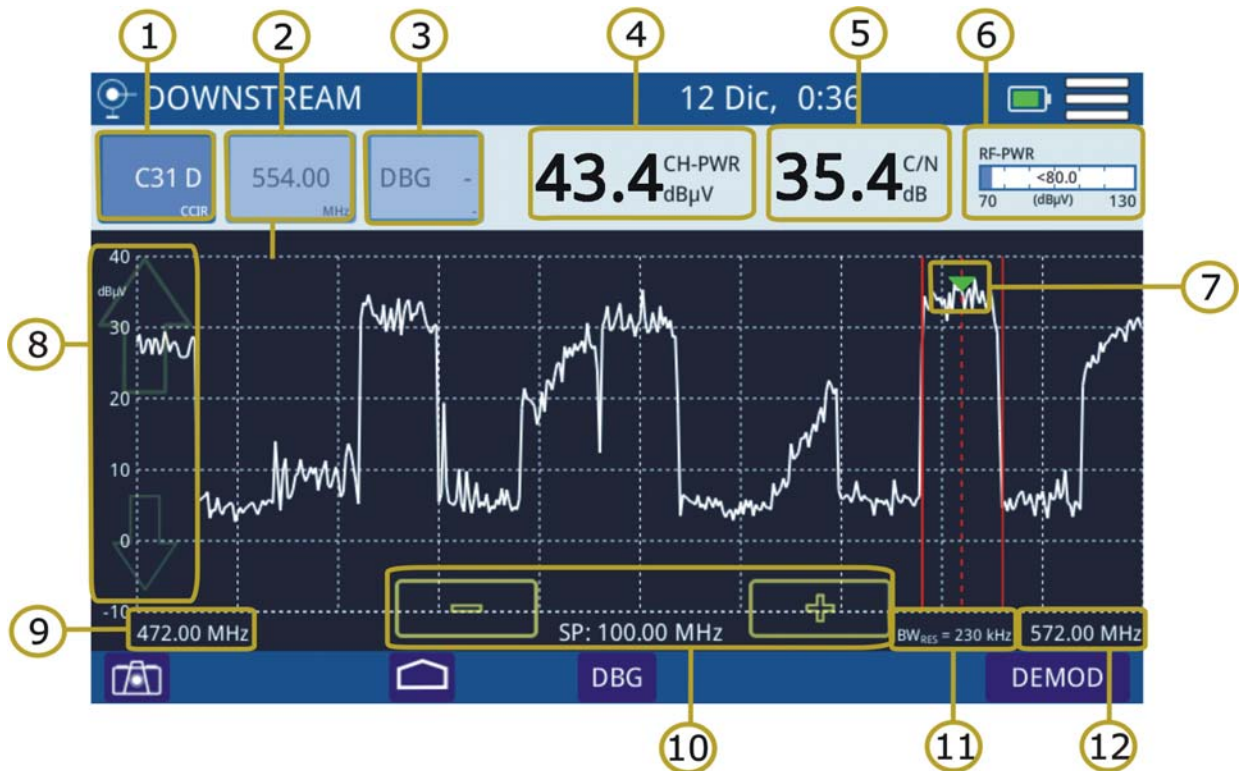 1 2 3 4 5 6
DOWNSTREAM 12 Dic, 0:36
C31 D CCIR
554.00 MHz
DBG - -
43.4 CH-PWR dBµV
35.4 C/N dB
RF-PWR
<80.0
70 (dBµV) 130
7
40
dBµV
8
30
20
10
0
-10
9
472.00 MHz SP: 100.00 MHz BWRES = 230 kHz 572.00 MHz
DBG DEMOD
10 11 12